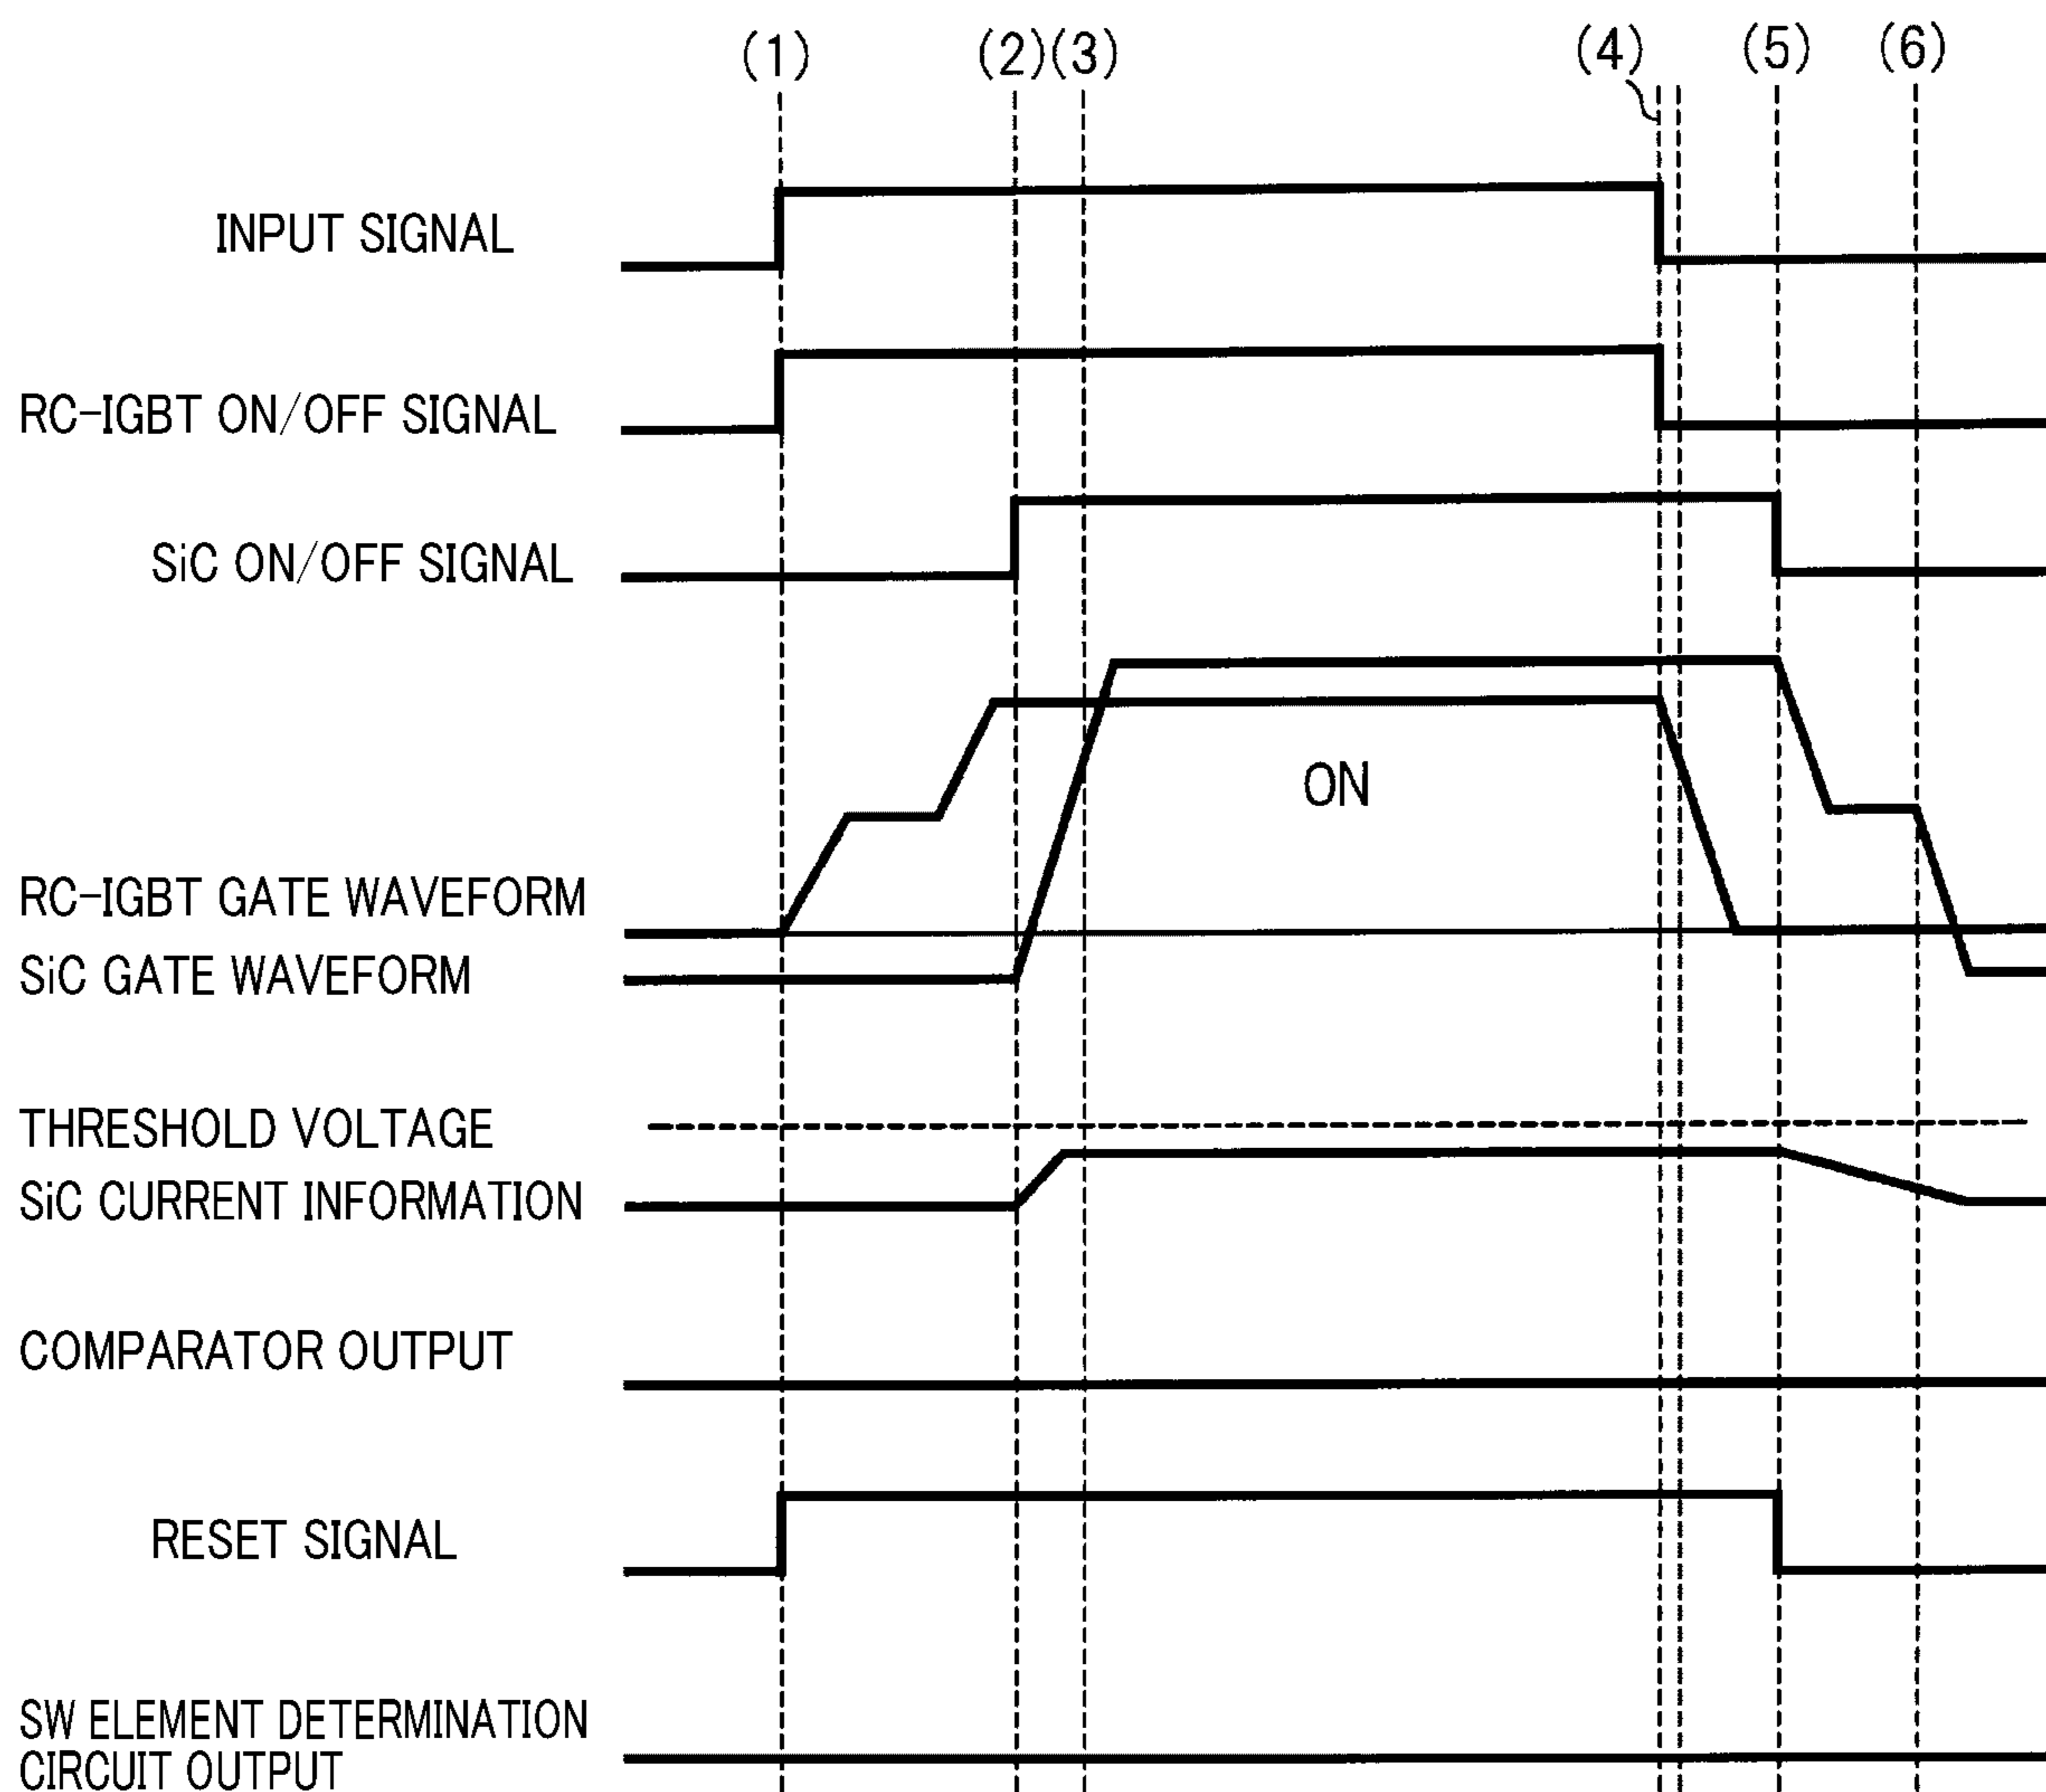 (1) (2)(3) (4) (5) (6)
INPUT SIGNAL
RC-IGBT ON/OFF SIGNAL
SiC ON/OFF SIGNAL
ON
RC-IGBT GATE WAVEFORM
SiC GATE WAVEFORM
THRESHOLD VOLTAGE
SiC CURRENT INFORMATION
COMPARATOR OUTPUT
RESET SIGNAL
SW ELEMENT DETERMINATION
CIRCUIT OUTPUT